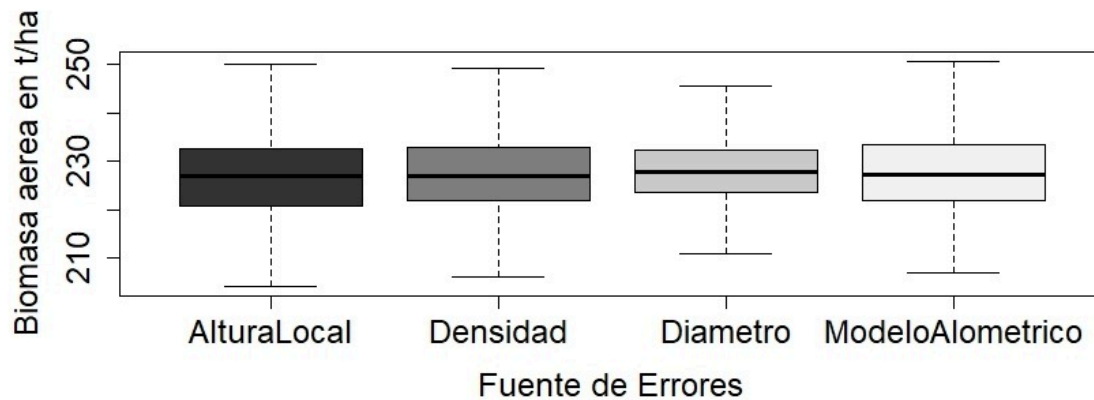 Biomasa aerea en t/ha
250
230
210
AlturaLocal
Densidad
Diametro
ModeloAlometrico
Fuente de Errores